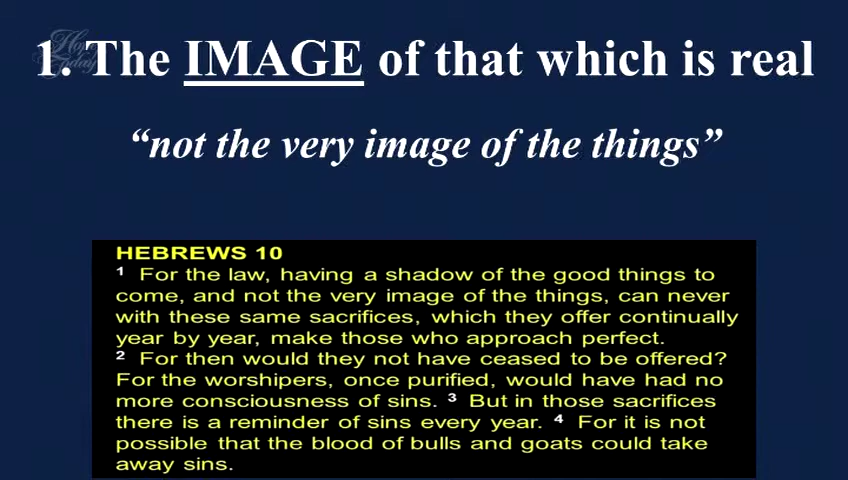 1. The IMAGE of that which is real
“not the very image of the things”
HEBREWS 10
1 For the law, having a shadow of the good things to
come, and not the very image of the things, can never
with these same sacrifices, which they offer continually
year by year, make those who approach perfect.
2 For then would they not have ceased to be offered?
For the worshipers, once purified, would have had no
more consciousness of sins. 3 But in those sacrifices
there is a reminder of sins every year. 4 For it is not
possible that the blood of bulls and goats could take
away sins.